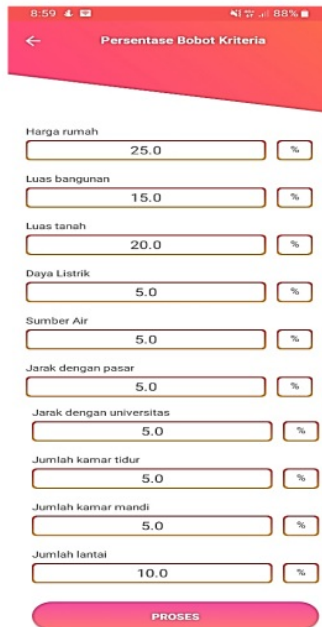 8:59 88%
Persentase Bobot Kriteria
Harga rumah
25.0 %
Luas bangunan
15.0 %
Luas tanah
20.0 %
Daya Listrik
5.0 %
Sumber Air
5.0 %
Jarak dengan pasar
5.0 %
Jarak dengan universitas
5.0 %
Jumlah kamar tidur
5.0 %
Jumlah kamar mandi
5.0 %
Jumlah lantai
10.0 %
PROSES